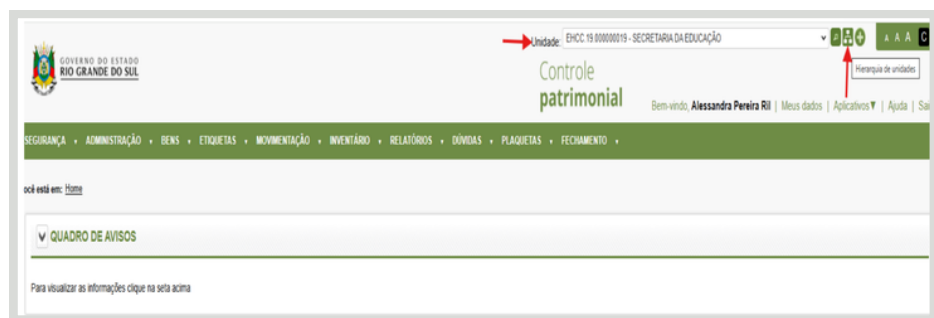 Unidade: EHCC.19.000000019 - SECRETARIA DA EDUCAÇÃO
A A A C
GOVERNO DO ESTADO
RIO GRANDE DO SUL
Controle
patrimonial
Hierarquia de unidades
Bem-vindo, Alessandra Pereira Ril | Meus dados | Aplicativos▼ | Ajuda | Sai
SEGURANÇA ADMINISTRAÇÃO BENS ETIQUETAS MOVIMENTAÇÃO INVENTÁRIO RELATÓRIOS DÚVIDAS PLAQUETAS FECHAMENTO
ocê está em: Home
QUADRO DE AVISOS
Para visualizar as informações clique na seta acima